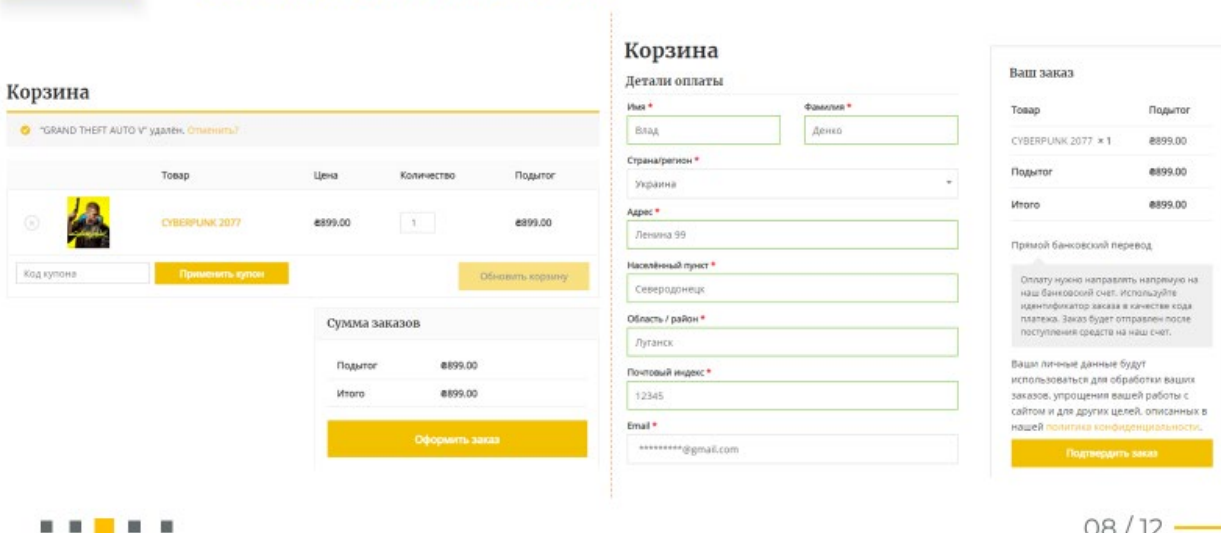 Корзина
"GRAND THEFT AUTO V" удалён. Отменить?
Товар Цена Количество Подытог
CYBERPUNK 2077 ₴899.00 1 ₴899.00
Код купона Применить купон Обновить корзину
Сумма заказов
Подытог ₴899.00
Итого ₴899.00
Оформить заказ
Корзина
Детали оплаты
Имя * Фамилия *
Влад Денко
Страна/регион *
Украина
Адрес *
Ленина 99
Населённый пункт *
Северодонецк
Область / район *
Луганск
Почтовый индекс *
12345
Email *
*********@gmail.com
Ваш заказ
Товар Подытог
CYBERPUNK 2077 × 1 ₴899.00
Подытог ₴899.00
Итого ₴899.00
Прямой банковский перевод
Оплату нужно направлять напрямую на
наш банковский счет. Используйте
идентификатор заказа в качестве кода
платежа. Заказ будет отправлен после
поступления средств на наш счет.
Ваши личные данные будут
использоваться для обработки ваших
заказов, упрощения вашей работы с
сайтом и для других целей, описанных в
нашей политика конфиденциальности.
Подтвердить заказ
08 / 12